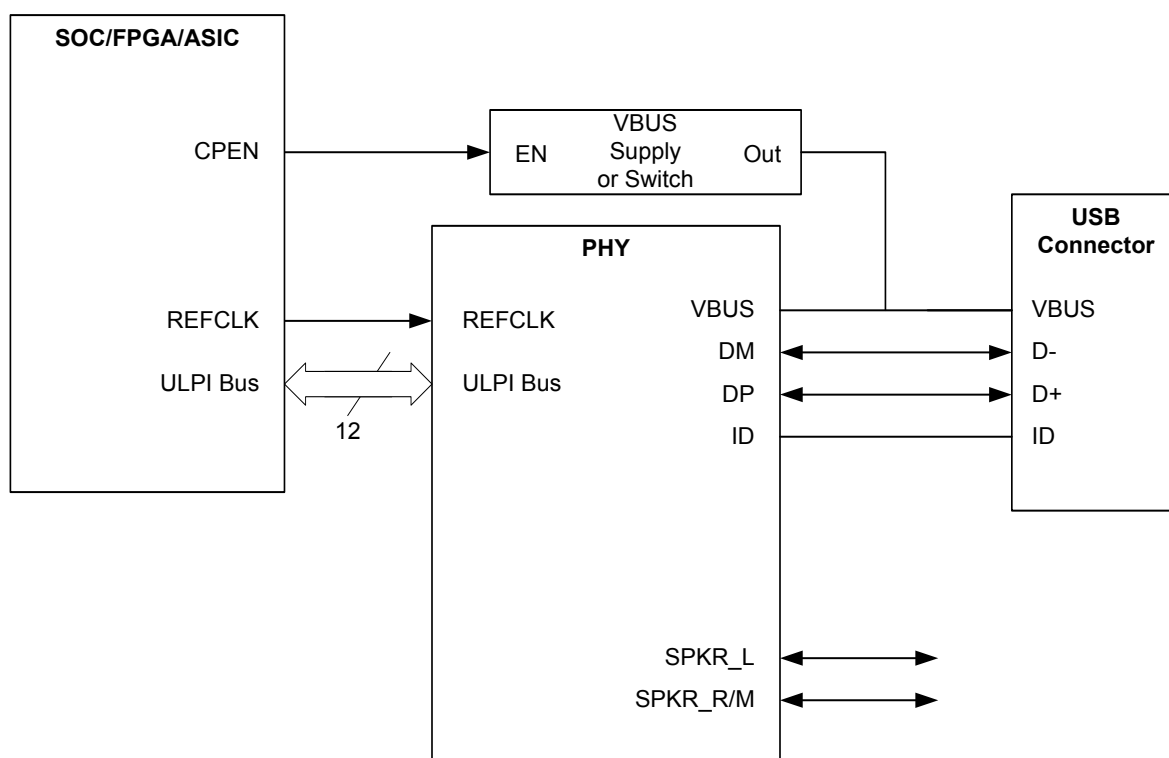 SOC/FPGA/ASIC
CPEN
REFCLK
ULPI Bus
12
EN
VBUS
Supply
or Switch
Out
PHY
REFCLK
ULPI Bus
VBUS
DM
DP
ID
SPKR_L
SPKR_R/M
USB
Connector
VBUS
D-
D+
ID